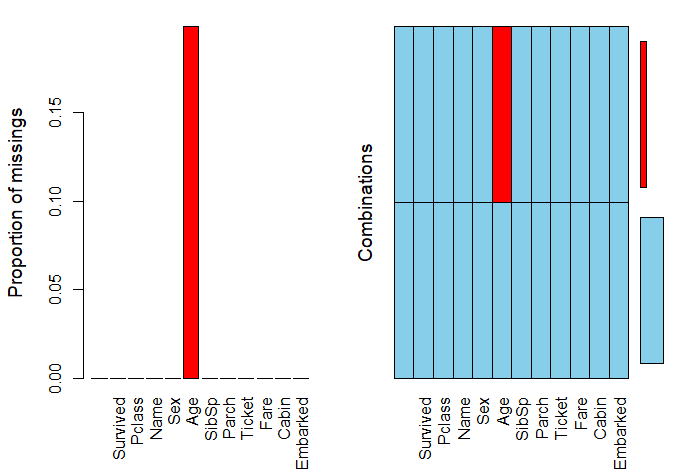 Proportion of missings
0.00
0.05
0.10
0.15
Survived
Pclass
Name
Sex
Age
SibSp
Parch
Ticket
Fare
Cabin
Embarked
Combinations
Survived
Pclass
Name
Sex
Age
SibSp
Parch
Ticket
Fare
Cabin
Embarked